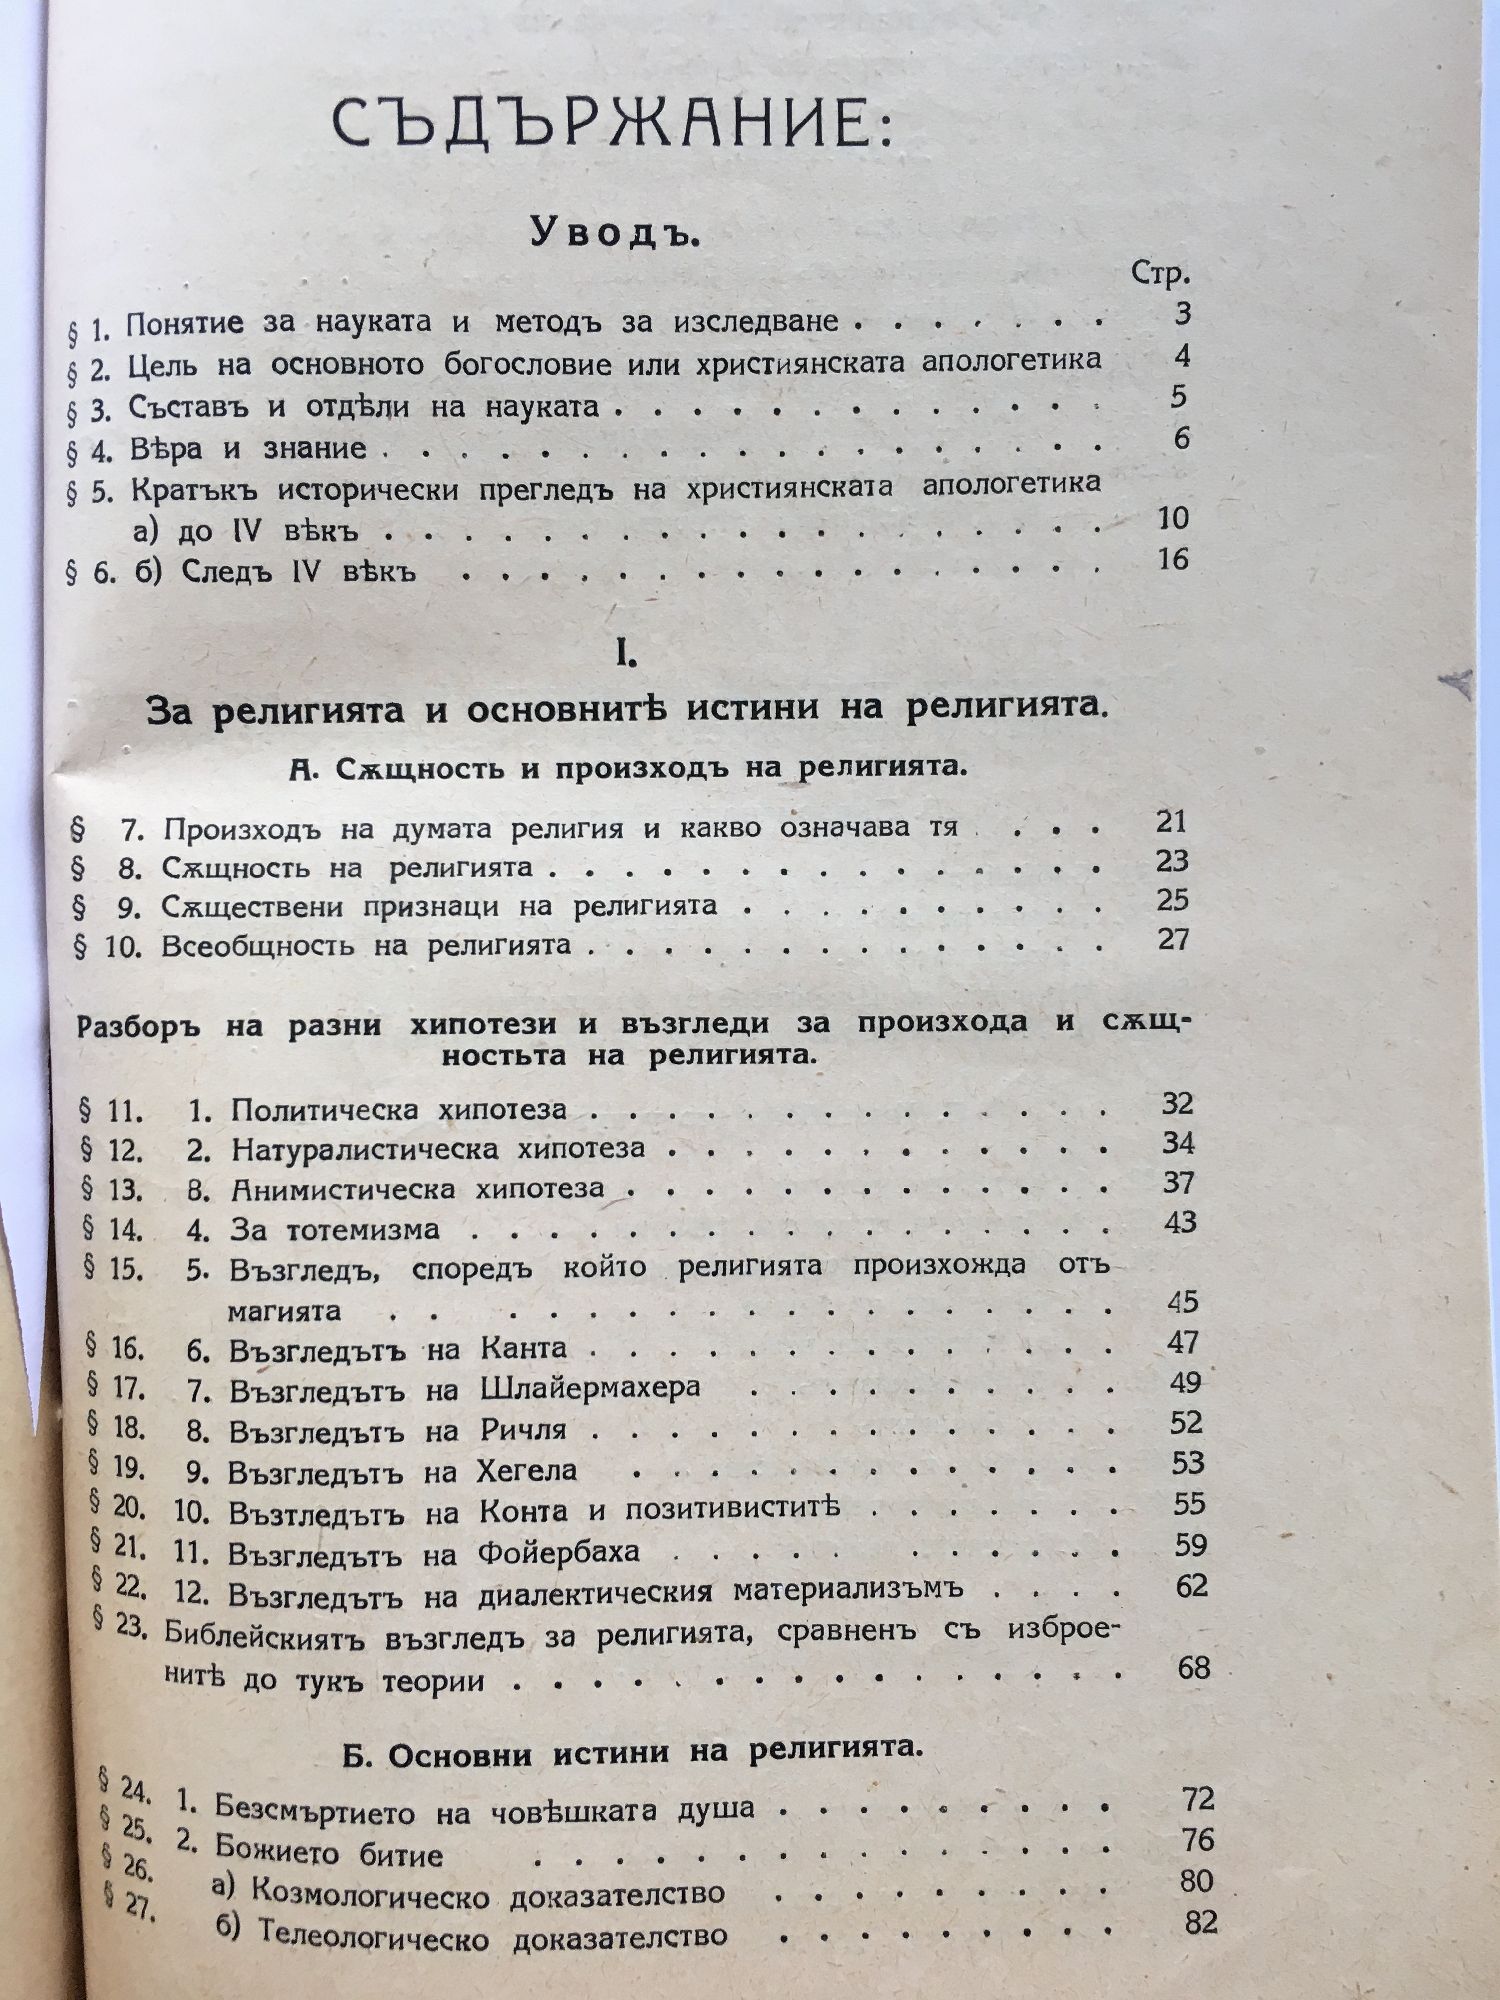 СЪДЪРЖАНИЕ:
Уводъ.
Стр.
§ 1. Понятие за науката и методъ за изследване . . . . . . . 3
§ 2. Цель на основното богословие или християнската апологетика 4
§ 3. Съставъ и отдѣли на науката . . . . . . . . . . . . . 5
§ 4. Вѣра и знание . . . . . . . . . . . . . . . . . . . 6
§ 5. Кратъкъ исторически прегледъ на християнската апологетика
а) до IV вѣкъ . . . . . . . . . . . . . . . . . . . 10
§ 6. б) Следъ IV вѣкъ . . . . . . . . . . . . . . . . . 16
I.
За религията и основнитѣ истини на религията.
А. Сѫщность и произходъ на религията.
§ 7. Произходъ на думата религия и какво означава тя . . . . 21
§ 8. Сѫщность на религията . . . . . . . . . . . . . . . 23
§ 9. Сѫществени признаци на религията . . . . . . . . . . 25
§ 10. Всеобщность на религията . . . . . . . . . . . . . . 27
Разборъ на разни хипотези и възгледи за произхода и сѫщ-
ностьта на религията.
§ 11. 1. Политическа хипотеза . . . . . . . . . . . . . . 32
§ 12. 2. Натуралистическа хипотеза . . . . . . . . . . . . 34
§ 13. 8. Анимистическа хипотеза . . . . . . . . . . . . . 37
§ 14. 4. За тотемизма . . . . . . . . . . . . . . . . . 43
§ 15. 5. Възгледъ, споредъ който религията произхожда отъ
магията . . . . . . . . . . . . . . . . . . 45
§ 16. 6. Възгледътъ на Канта . . . . . . . . . . . . . . 47
§ 17. 7. Възгледътъ на Шлайермахера . . . . . . . . . . 49
§ 18. 8. Възгледътъ на Ричля . . . . . . . . . . . . . . 52
§ 19. 9. Възгледътъ на Хегела . . . . . . . . . . . . . 53
§ 20. 10. Възтледътъ на Конта и позитивиститѣ . . . . . . . 55
§ 21. 11. Възгледътъ на Фойербаха . . . . . . . . . . . 59
§ 22. 12. Възгледътъ на диалектическия материализъмъ . . . . 62
§ 23. Библейскиятъ възгледъ за религията, сравненъ съ изброе-
нитѣ до тукъ теории . . . . . . . . . . . . . . . . 68
Б. Основни истини на религията.
§ 24. 1. Безсмъртието на човѣшката душа . . . . . . . . . 72
§ 25. 2. Божието битие . . . . . . . . . . . . . . . 76
§ 26. а) Козмологическо доказателство . . . . . . . . . 80
§ 27. б) Телеологическо доказателство . . . . . . . . . 82